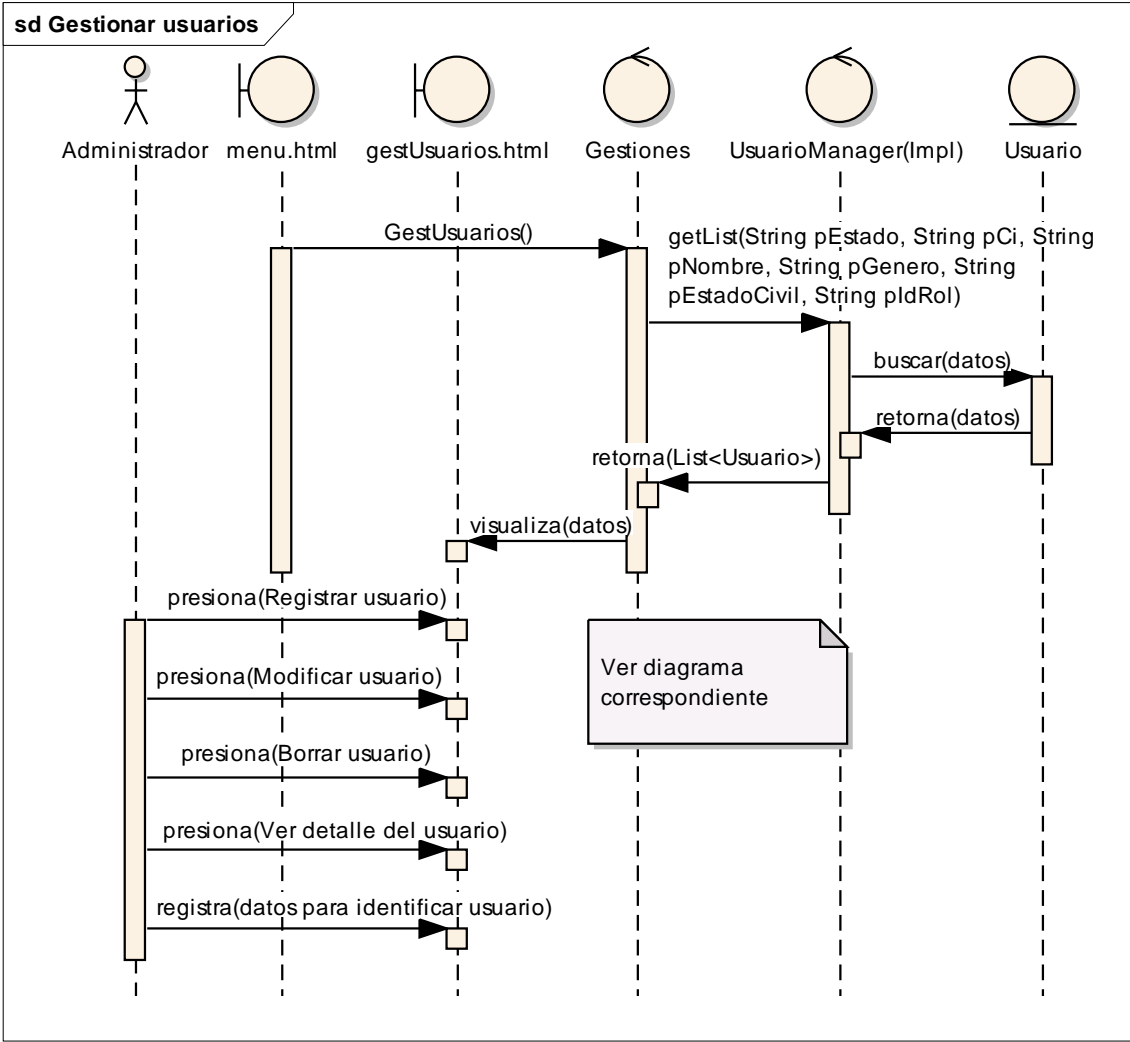 sd Gestionar usuarios
Administrador
menu.html
gestUsuarios.html
Gestiones
UsuarioManager(Impl)
Usuario
GestUsuarios()
getList(String pEstado, String pCi, String
pNombre, String pGenero, String
pEstadoCivil, String pIdRol)
buscar(datos)
retorna(datos)
retorna(List<Usuario>)
visualiza(datos)
presiona(Registrar usuario)
Ver diagrama
correspondiente
presiona(Modificar usuario)
presiona(Borrar usuario)
presiona(Ver detalle del usuario)
registra(datos para identificar usuario)